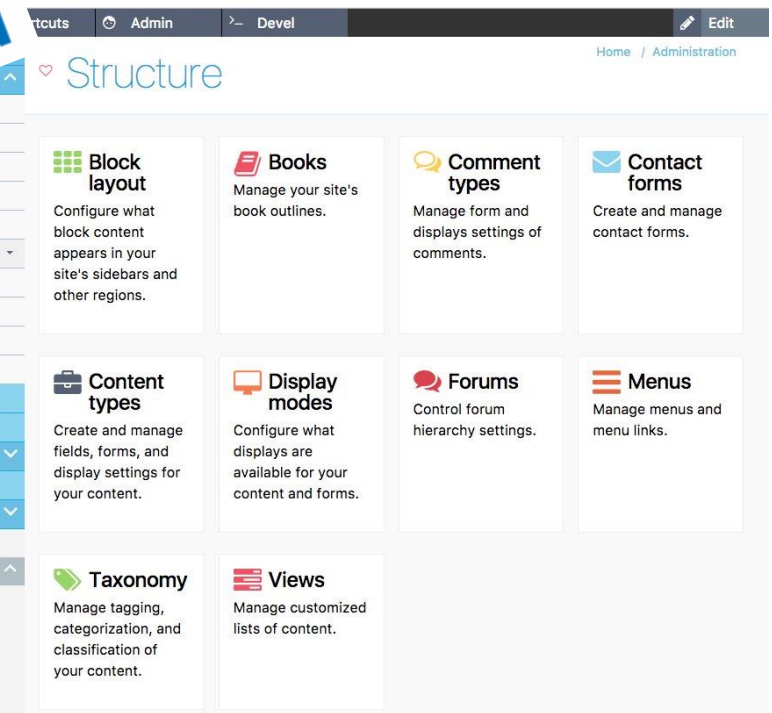 rtcuts Admin >_ Devel Edit
Home / Administration
Structure
Block
layout
Configure what
block content
appears in your
site's sidebars and
other regions.
Books
Manage your site's
book outlines.
Comment
types
Manage form and
displays settings of
comments.
Contact
forms
Create and manage
contact forms.
Content
types
Create and manage
fields, forms, and
display settings for
your content.
Display
modes
Configure what
displays are
available for your
content and forms.
Forums
Control forum
hierarchy settings.
Menus
Manage menus and
menu links.
Taxonomy
Manage tagging,
categorization, and
classification of
your content.
Views
Manage customized
lists of content.